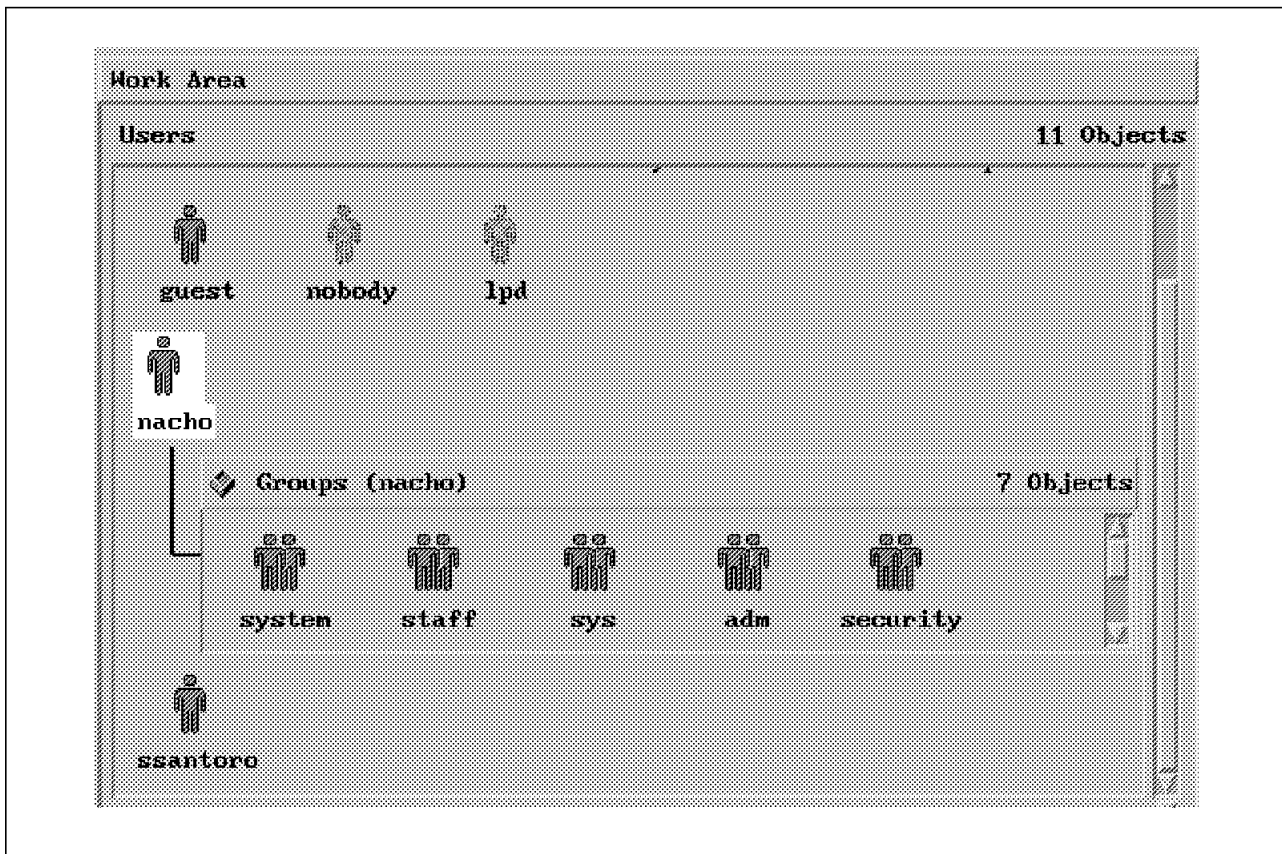 Work Area
Users 11 Objects
guest nobody lpd
nacho
Groups (nacho) 7 Objects
system staff sys adm security
ssantoro